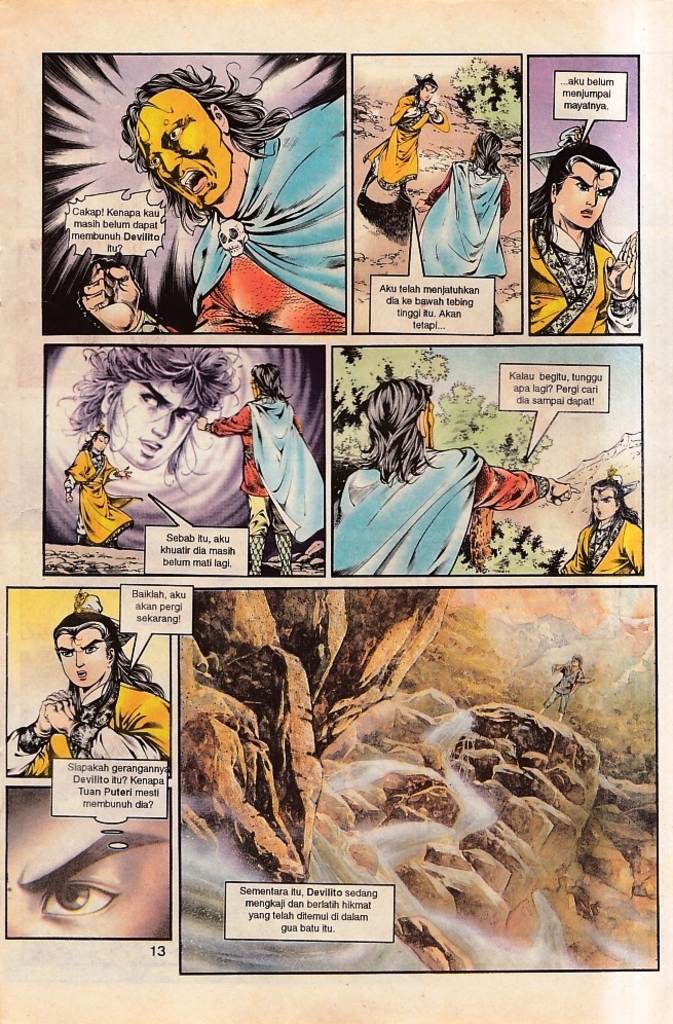 Cakap! Kenapa kau
masih belum dapat
membunuh Devilito
itu?
Aku telah menjatuhkan
dia ke bawah tebing
tinggi itu. Akan
tetapi...
...aku belum
menjumpai
mayatnya.
Sebab itu, aku
khuatir dia masih
belum mati lagi.
Kalau begitu, tunggu
apa lagi? Pergi cari
dia sampai dapat!
Baiklah, aku
akan pergi
sekarang!
Siapakah gerangannya
Devilito itu? Kenapa
Tuan Puteri mesti
membunuh dia?
Sementara itu, Devilito sedang
mengkaji dan berlatih hikmat
yang telah ditemui di dalam
gua batu itu.
13